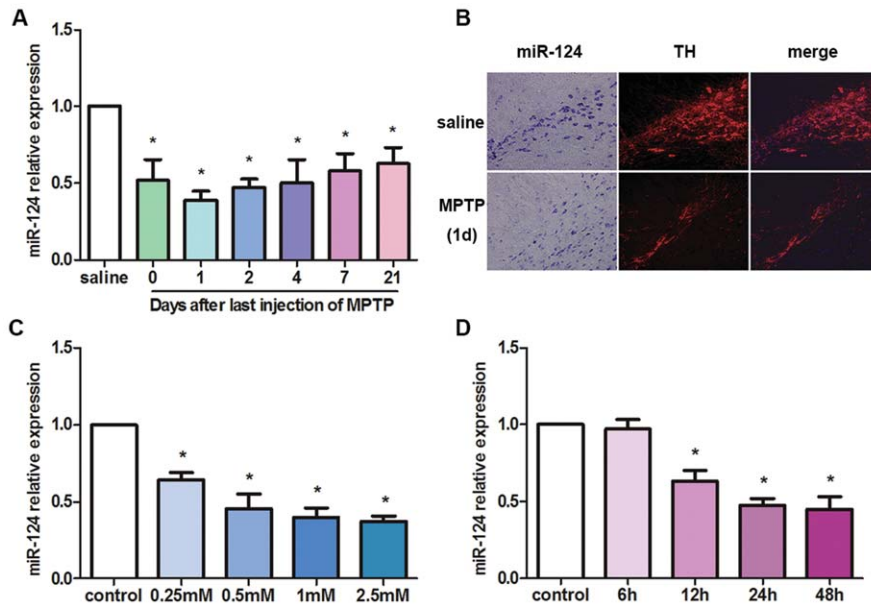 A
miR-124 relative expression
1.5
1.0
0.5
0.0
* * * * * *
saline 0 1 2 4 7 21
Days after last injection of MPTP
B
miR-124 TH merge
saline
MPTP
(1d)
C
miR-124 relative expression
1.5
1.0
0.5
0.0
* * * *
control 0.25mM 0.5mM 1mM 2.5mM
D
miR-124 relative expression
1.5
1.0
0.5
0.0
* * *
control 6h 12h 24h 48h